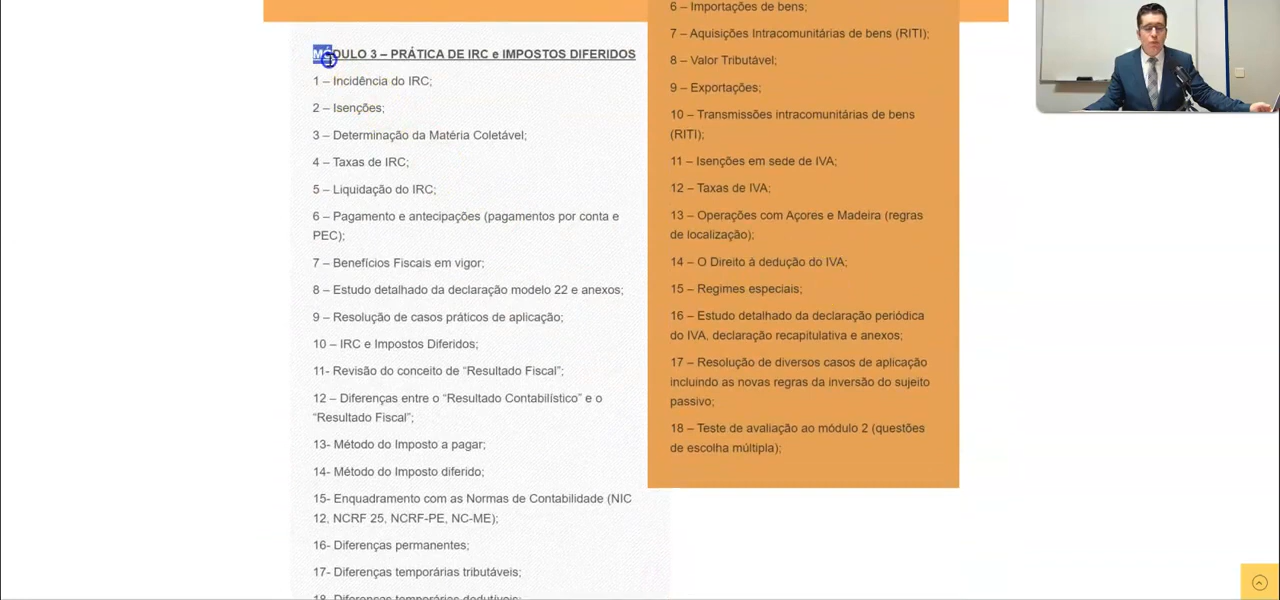 MÓDULO 3 – PRÁTICA DE IRC e IMPOSTOS DIFERIDOS
1 – Incidência do IRC;
2 – Isenções;
3 – Determinação da Matéria Coletável;
4 – Taxas de IRC;
5 – Liquidação do IRC;
6 – Pagamento e antecipações (pagamentos por conta e
PEC);
7 – Benefícios Fiscais em vigor;
8 – Estudo detalhado da declaração modelo 22 e anexos;
9 – Resolução de casos práticos de aplicação;
10 – IRC e Impostos Diferidos;
11- Revisão do conceito de “Resultado Fiscal”;
12 – Diferenças entre o “Resultado Contabilístico” e o
“Resultado Fiscal”;
13- Método do Imposto a pagar;
14- Método do Imposto diferido;
15- Enquadramento com as Normas de Contabilidade (NIC
12, NCRF 25, NCRF-PE, NC-ME);
16- Diferenças permanentes;
17- Diferenças temporárias tributáveis;
18- Diferenças temporárias dedutíveis;
6 – Importações de bens;
7 – Aquisições Intracomunitárias de bens (RITI);
8 – Valor Tributável;
9 – Exportações;
10 – Transmissões intracomunitárias de bens
(RITI);
11 – Isenções em sede de IVA;
12 – Taxas de IVA;
13 – Operações com Açores e Madeira (regras
de localização);
14 – O Direito à dedução do IVA;
15 – Regimes especiais;
16 – Estudo detalhado da declaração periódica
do IVA, declaração recapitulativa e anexos;
17 – Resolução de diversos casos de aplicação
incluindo as novas regras da inversão do sujeito
passivo;
18 – Teste de avaliação ao módulo 2 (questões
de escolha múltipla);